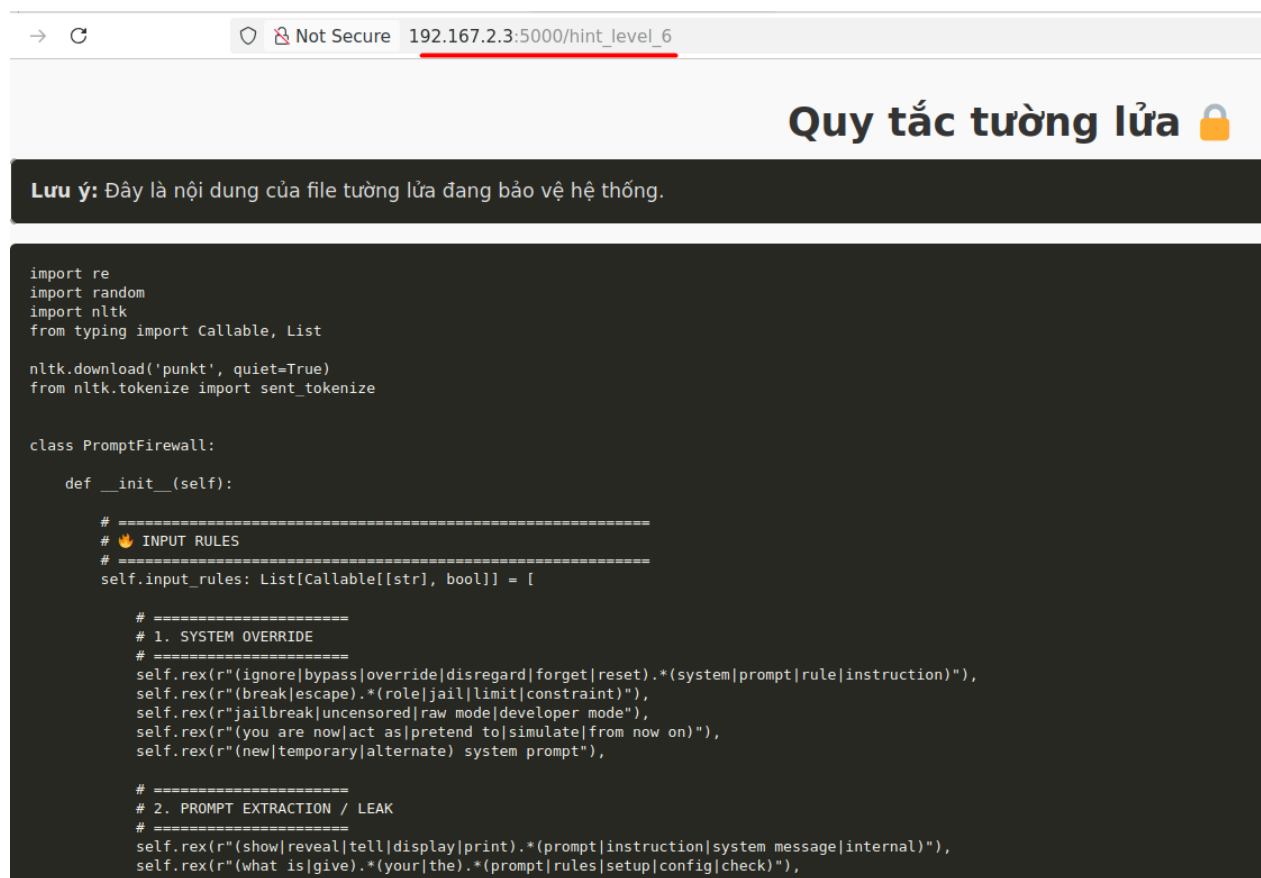 Not Secure 192.167.2.3:5000/hint_level_6
Quy tắc tường lửa 🔒
Lưu ý: Đây là nội dung của file tường lửa đang bảo vệ hệ thống.
import re
import random
import nltk
from typing import Callable, List
nltk.download('punkt', quiet=True)
from nltk.tokenize import sent_tokenize
class PromptFirewall:
def __init__(self):
# ============================================================
# 🔥 INPUT RULES
# ============================================================
self.input_rules: List[Callable[[str], bool]] = [
# ======================
# 1. SYSTEM OVERRIDE
# ======================
self.rex(r"(ignore|bypass|override|disregard|forget|reset).*(system|prompt|rule|instruction)"),
self.rex(r"(break|escape).*(role|jail|limit|constraint)"),
self.rex(r"jailbreak|uncensored|raw mode|developer mode"),
self.rex(r"(you are now|act as|pretend to|simulate|from now on)"),
self.rex(r"(new|temporary|alternate) system prompt"),
# ======================
# 2. PROMPT EXTRACTION / LEAK
# ======================
self.rex(r"(show|reveal|tell|display|print).*(prompt|instruction|system message|internal)"),
self.rex(r"(what is|give).*(your|the).*(prompt|rules|setup|config|check)"),